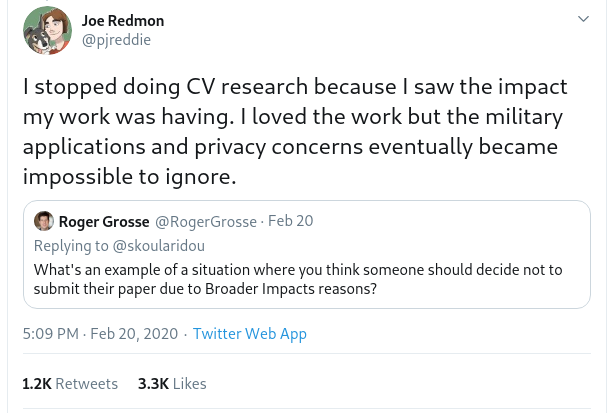 Joe Redmon
@pjreddie
I stopped doing CV research because I saw the impact
my work was having. I loved the work but the military
applications and privacy concerns eventually became
impossible to ignore.
Roger Grosse @RogerGrosse · Feb 20
Replying to @skoularidou
What's an example of a situation where you think someone should decide not to
submit their paper due to Broader Impacts reasons?
5:09 PM · Feb 20, 2020 · Twitter Web App
1.2K Retweets 3.3K Likes